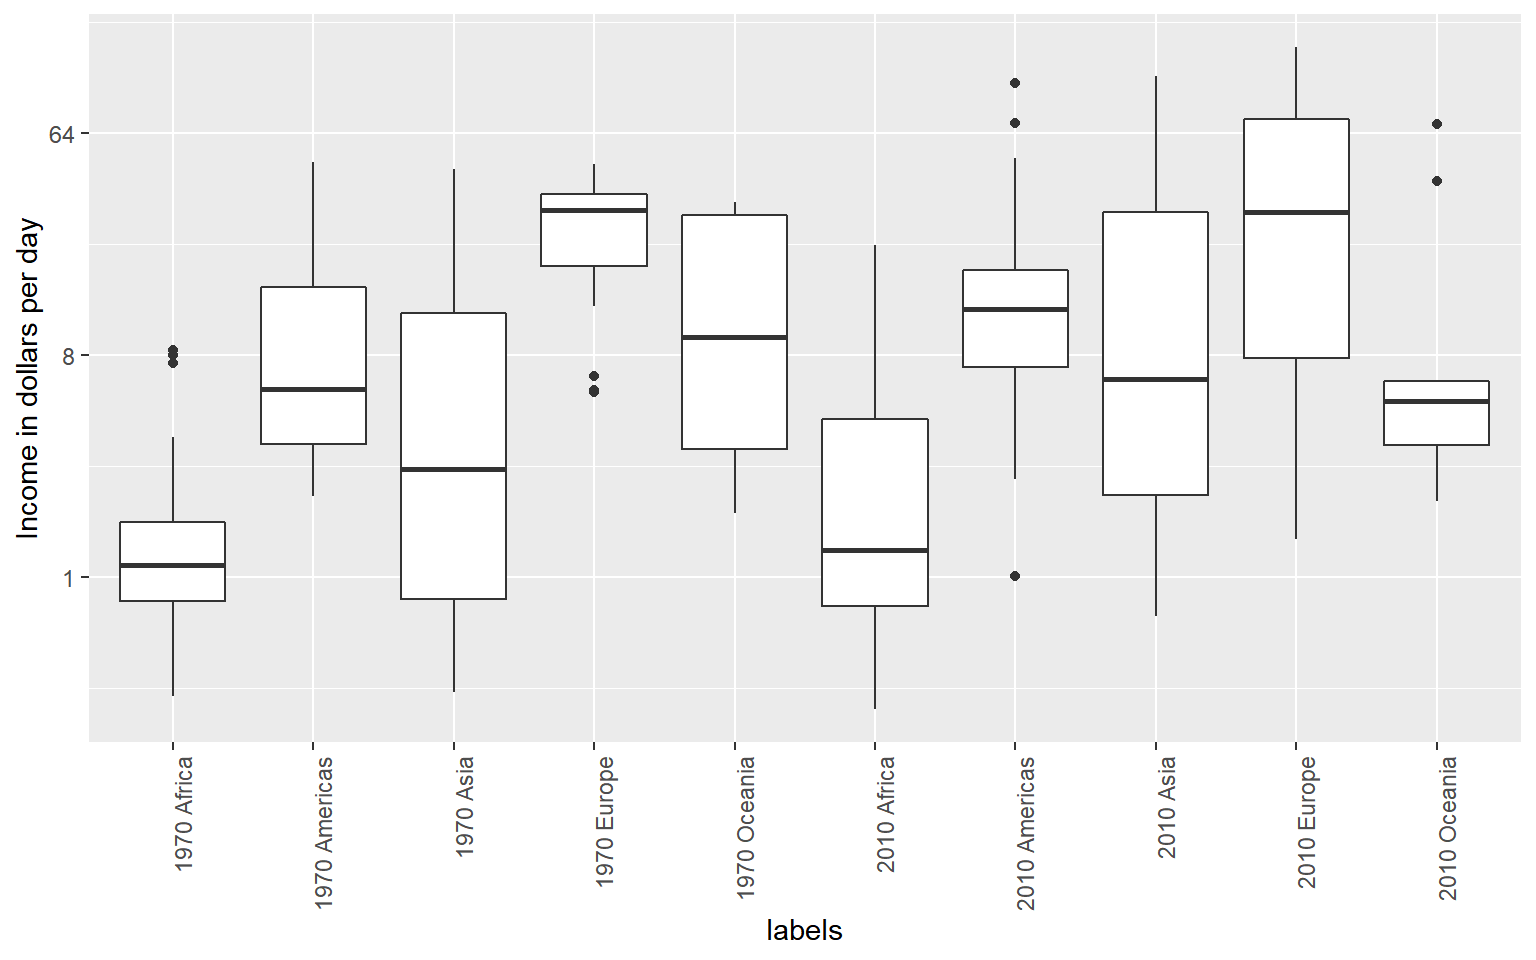 Income in dollars per day
64
8
1
1970 Africa
1970 Americas
1970 Asia
1970 Europe
1970 Oceania
2010 Africa
2010 Americas
2010 Asia
2010 Europe
2010 Oceania
labels